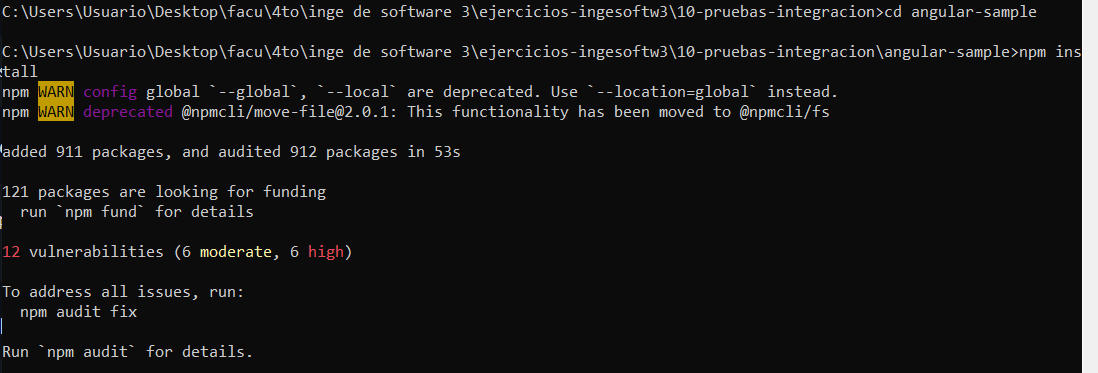 C:\Users\Usuario\Desktop\facu\4to\inge de software 3\ejercicios-ingesoftw3\10-pruebas-integracion>cd angular-sample
C:\Users\Usuario\Desktop\facu\4to\inge de software 3\ejercicios-ingesoftw3\10-pruebas-integracion\angular-sample>npm ins
tall
npm WARN config global `--global`, `--local` are deprecated. Use `--location=global` instead.
npm WARN deprecated @npmcli/move-file@2.0.1: This functionality has been moved to @npmcli/fs
added 911 packages, and audited 912 packages in 53s
121 packages are looking for funding
  run `npm fund` for details
12 vulnerabilities (6 moderate, 6 high)
To address all issues, run:
  npm audit fix
Run `npm audit` for details.